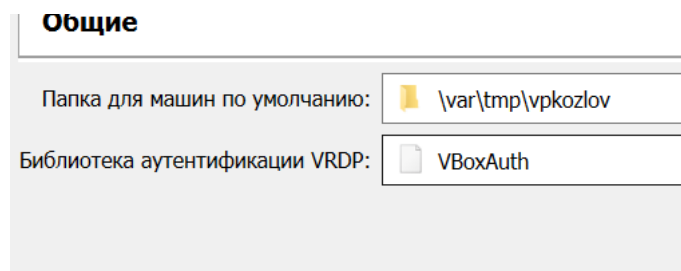 Общие
Папка для машин по умолчанию: \var\tmp\vpkozlov
Библиотека аутентификации VRDP: VBoxAuth